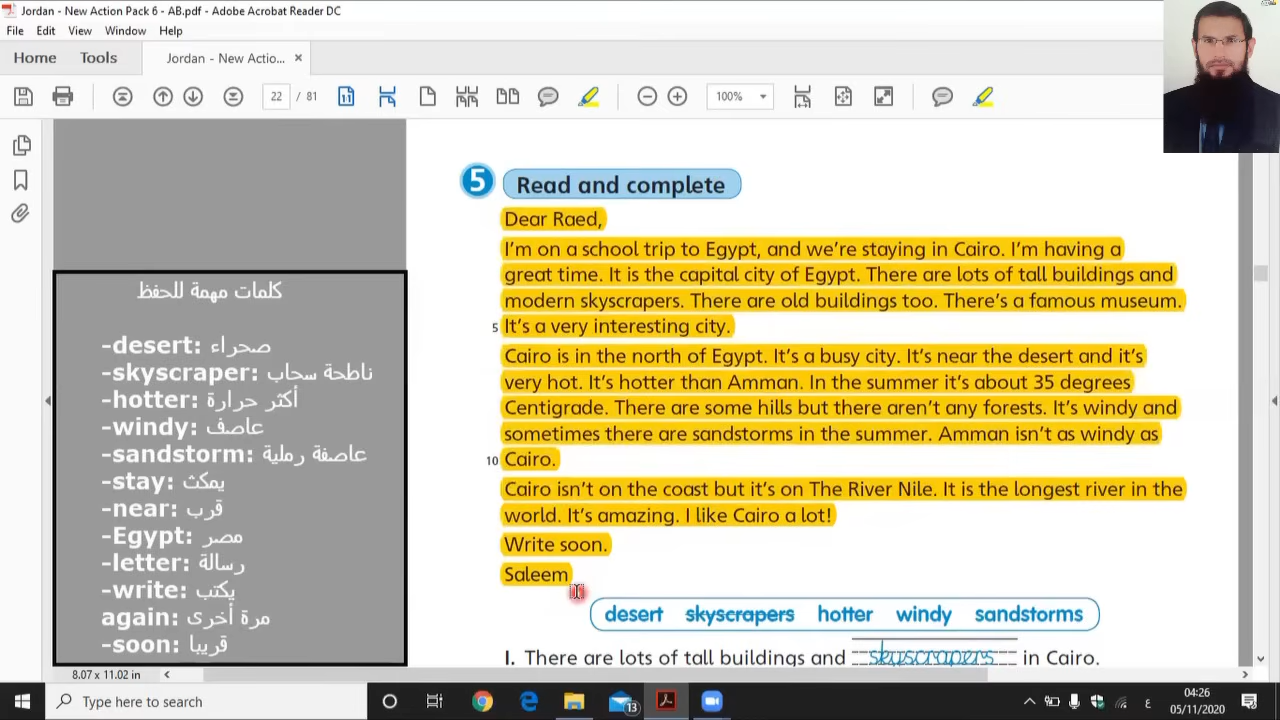 Jordan - New Action Pack 6 - AB.pdf - Adobe Acrobat Reader DC
File Edit View Window Help
Home Tools Jordan - New Actio... ×
22 / 81 100%
5 Read and complete
Dear Raed,
I'm on a school trip to Egypt, and we're staying in Cairo. I'm having a
great time. It is the capital city of Egypt. There are lots of tall buildings and
modern skyscrapers. There are old buildings too. There's a famous museum.
5 It's a very interesting city.
Cairo is in the north of Egypt. It's a busy city. It's near the desert and it's
very hot. It's hotter than Amman. In the summer it's about 35 degrees
Centigrade. There are some hills but there aren't any forests. It's windy and
sometimes there are sandstorms in the summer. Amman isn't as windy as
10 Cairo.
Cairo isn't on the coast but it's on The River Nile. It is the longest river in the
world. It's amazing. I like Cairo a lot!
Write soon.
Saleem
desert skyscrapers hotter windy sandstorms
1. There are lots of tall buildings and skyscrapers in Cairo.
كلمات مهمة للحفظ
-desert: صحراء
-skyscraper: ناطحة سحاب
-hotter: أكثر حرارة
-windy: عاصف
-sandstorm: عاصفة رملية
-stay: يمكث
-near: قرب
-Egypt: مصر
-letter: رسالة
-write: يكتب
again: مرة أخرى
-soon: قريبا
8.07 x 11.02 in
Type here to search
13
ع
04:26
05/11/2020